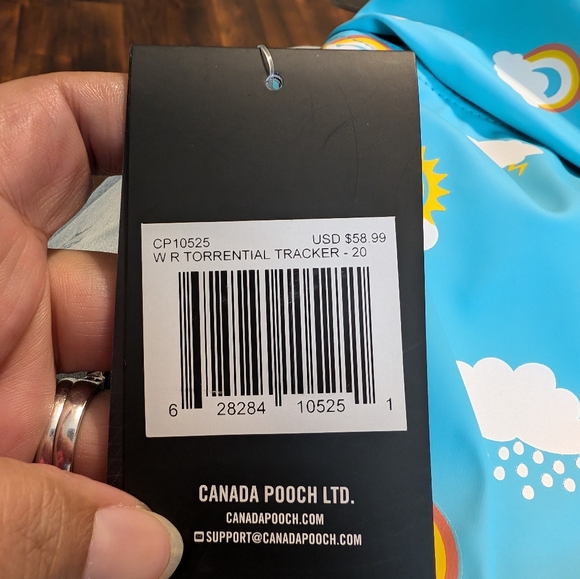 CP10525 USD $58.99
W R TORRENTIAL TRACKER - 20
6 28284 10525 1
CANADA POOCH LTD.
CANADAPOOCH.COM
SUPPORT@CANADAPOOCH.COM